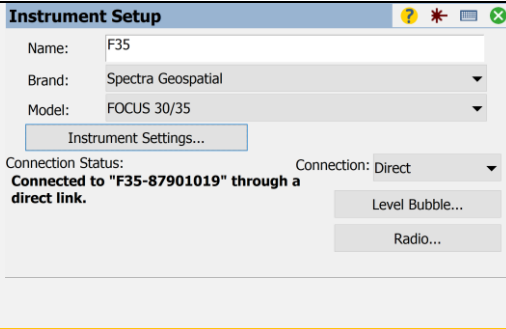 Instrument Setup
Name: F35
Brand: Spectra Geospatial
Model: FOCUS 30/35
Instrument Settings...
Connection Status:
Connection: Direct
Connected to "F35-87901019" through a
direct link.
Level Bubble...
Radio...